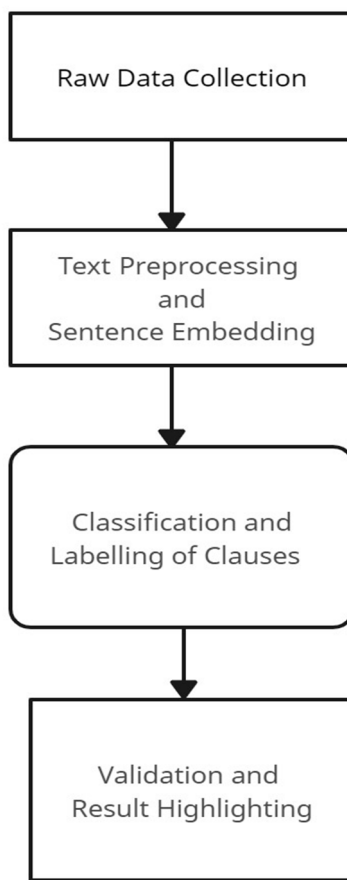 Raw Data Collection
Text Preprocessing
and
Sentence Embedding
Classification and
Labelling of Clauses
Validation and
Result Highlighting